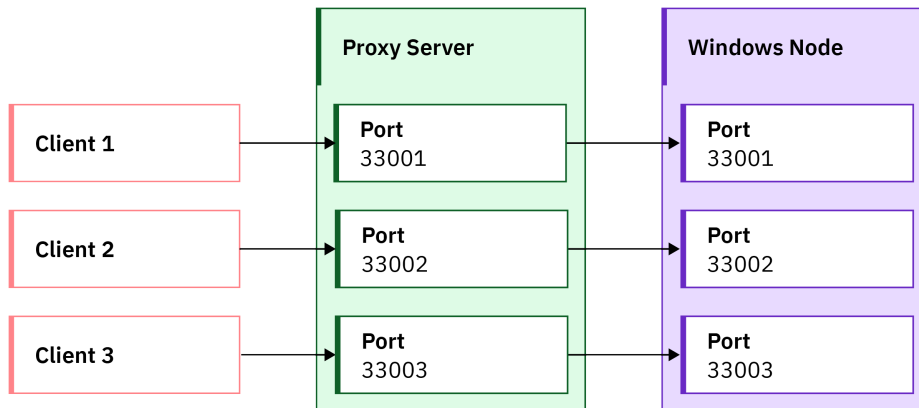 Proxy Server
Windows Node
Client 1
Port
33001
Port
33001
Client 2
Port
33002
Port
33002
Client 3
Port
33003
Port
33003